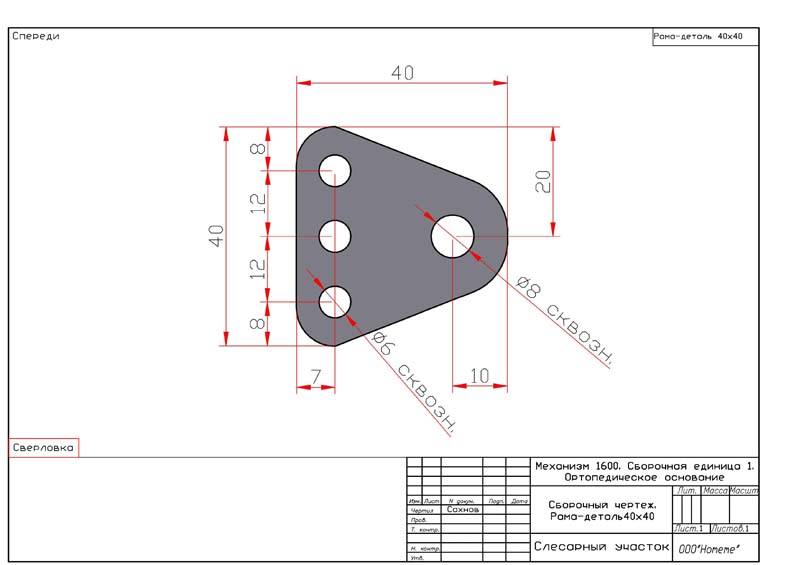 Спереди
Рама-деталь 40x40
40
8
12
12
8
40
20
7
10
Ø8 сквозн.
Ø6 сквозн.
Сверловка
Механизм 1600. Сборочная единица 1.
Ортопедическое основание
Изм. Лист N докум. Подп. Дата
Чертил Сахнов
Пров.
Т. контр.
Н. контр.
Утв.
Сборочный чертеж.
Рама-деталь40x40
Лит. Масса Масшт
Лист.1 Листов.1
Слесарный участок
ООО"Homeme"